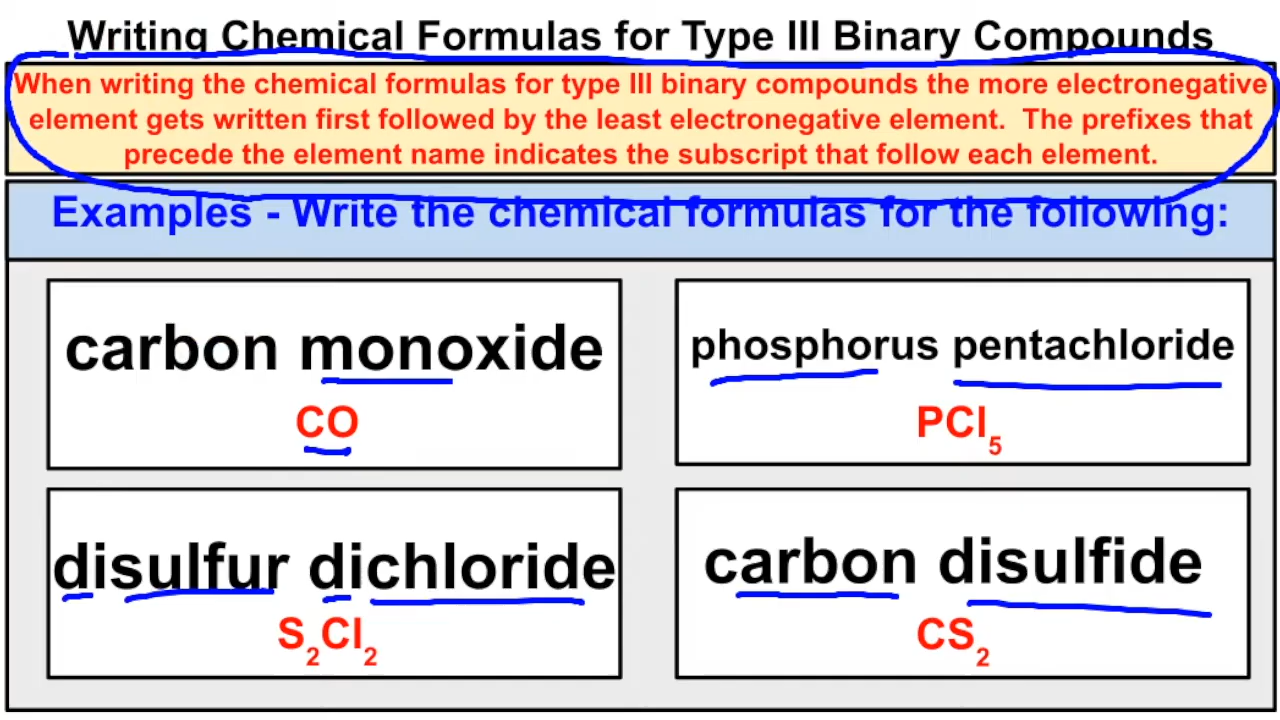 Writing Chemical Formulas for Type III Binary Compounds
When writing the chemical formulas for type III binary compounds the more electronegative
element gets written first followed by the least electronegative element. The prefixes that
precede the element name indicates the subscript that follow each element.
Examples - Write the chemical formulas for the following:
carbon monoxide
CO
phosphorus pentachloride
PCl₅
disulfur dichloride
S₂Cl₂
carbon disulfide
CS₂